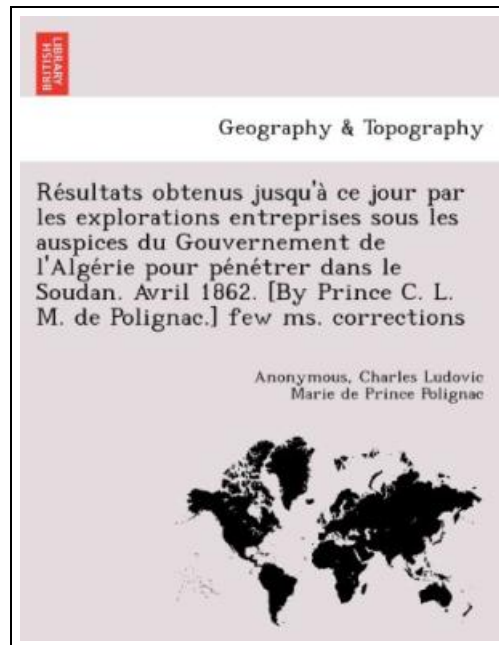 BRITISH
LIBRARY
Geography & Topography
Résultats obtenus jusqu'à ce jour par
les explorations entreprises sous les
auspices du Gouvernement de
l'Algérie pour pénétrer dans le
Soudan. Avril 1862. [By Prince C. L.
M. de Polignac.] few ms. corrections
Anonymous, Charles Ludovic
Marie de Prince Polignac